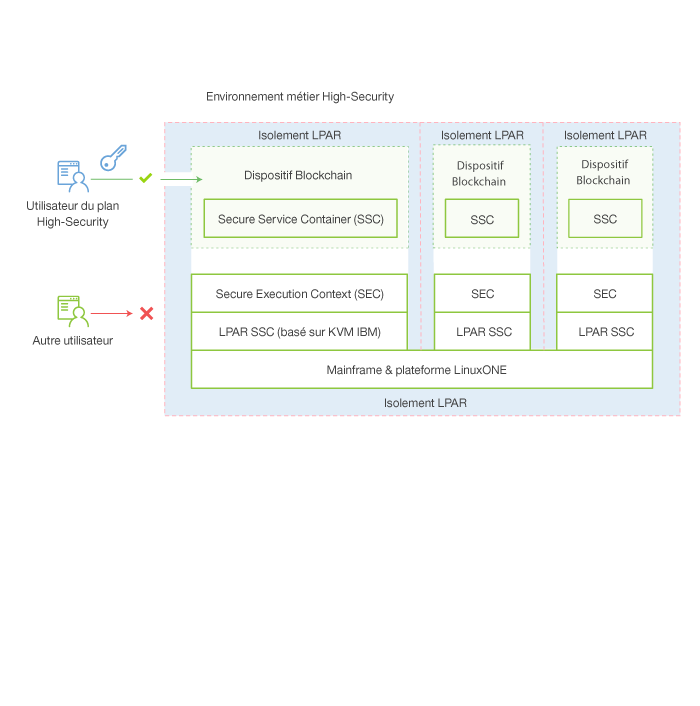 Environnement métier High-Security
Isolement LPAR
Isolement LPAR
Isolement LPAR
Dispositif Blockchain
Dispositif
Blockchain
Dispositif
Blockchain
Utilisateur du plan
High-Security
Secure Service Container (SSC)
SSC
SSC
Secure Execution Context (SEC)
SEC
SEC
Autre utilisateur
LPAR SSC (basé sur KVM IBM)
LPAR SSC
LPAR SSC
Mainframe & plateforme LinuxONE
Isolement LPAR